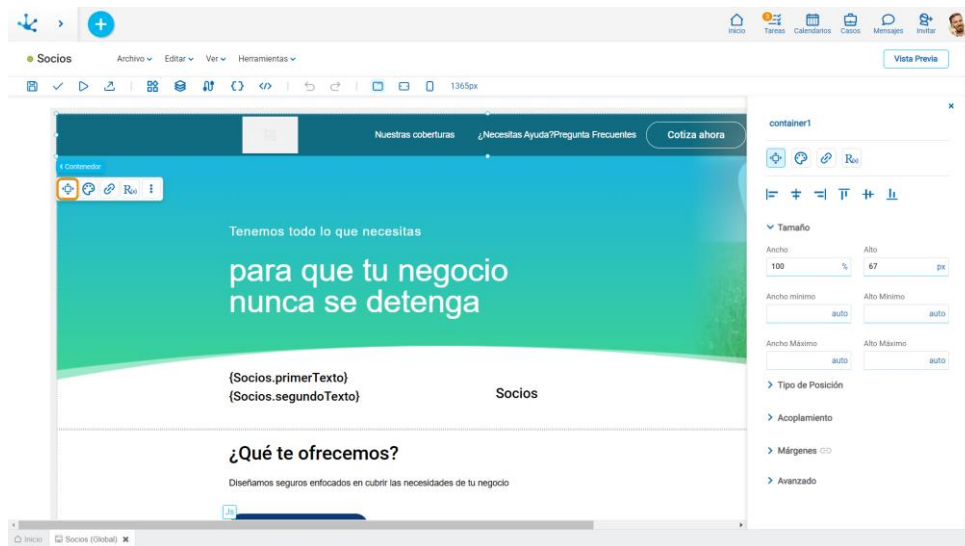 Inicio
3
Tareas
Calendarios
Casos
Mensajes
Invitar
Socios
Archivo
Editar
Ver
Herramientas
Vista Previa
1365px
Nuestras coberturas
¿Necesitas Ayuda?Pregunta Frecuentes
Cotiza ahora
Contenedor
R(x)
Tenemos todo lo que necesitas
para que tu negocio
nunca se detenga
{Socios.primerTexto}
{Socios.segundoTexto}
Socios
¿Qué te ofrecemos?
Diseñamos seguros enfocados en cubrir las necesidades de tu negocio
Js
container1
R(x)
Tamaño
Ancho
Alto
100 %
67 px
Ancho mínimo
Alto Mínimo
auto
auto
Ancho Máximo
Alto Máximo
auto
auto
Tipo de Posición
Acoplamiento
Márgenes
Avanzado
Inicio
Socios (Global)